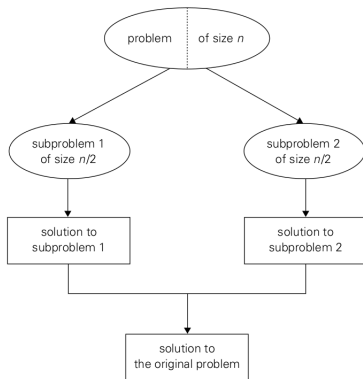 problem of size n
subproblem 1
of size n/2
subproblem 2
of size n/2
solution to
subproblem 1
solution to
subproblem 2
solution to
the original problem